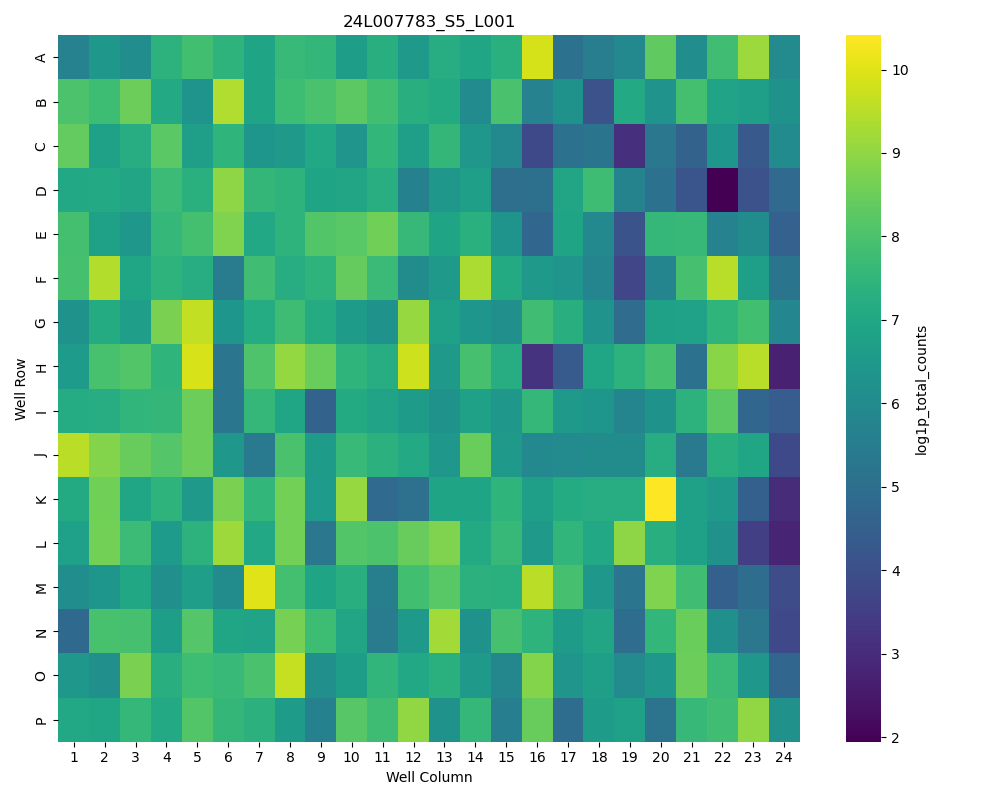 24L007783_S5_L001
A
B
C
D
E
F
G
H
I
J
K
L
M
N
O
P
Well Row
1 2 3 4 5 6 7 8 9 10 11 12 13 14 15 16 17 18 19 20 21 22 23 24
Well Column
10
9
8
7
6
5
4
3
2
log1p_total_counts